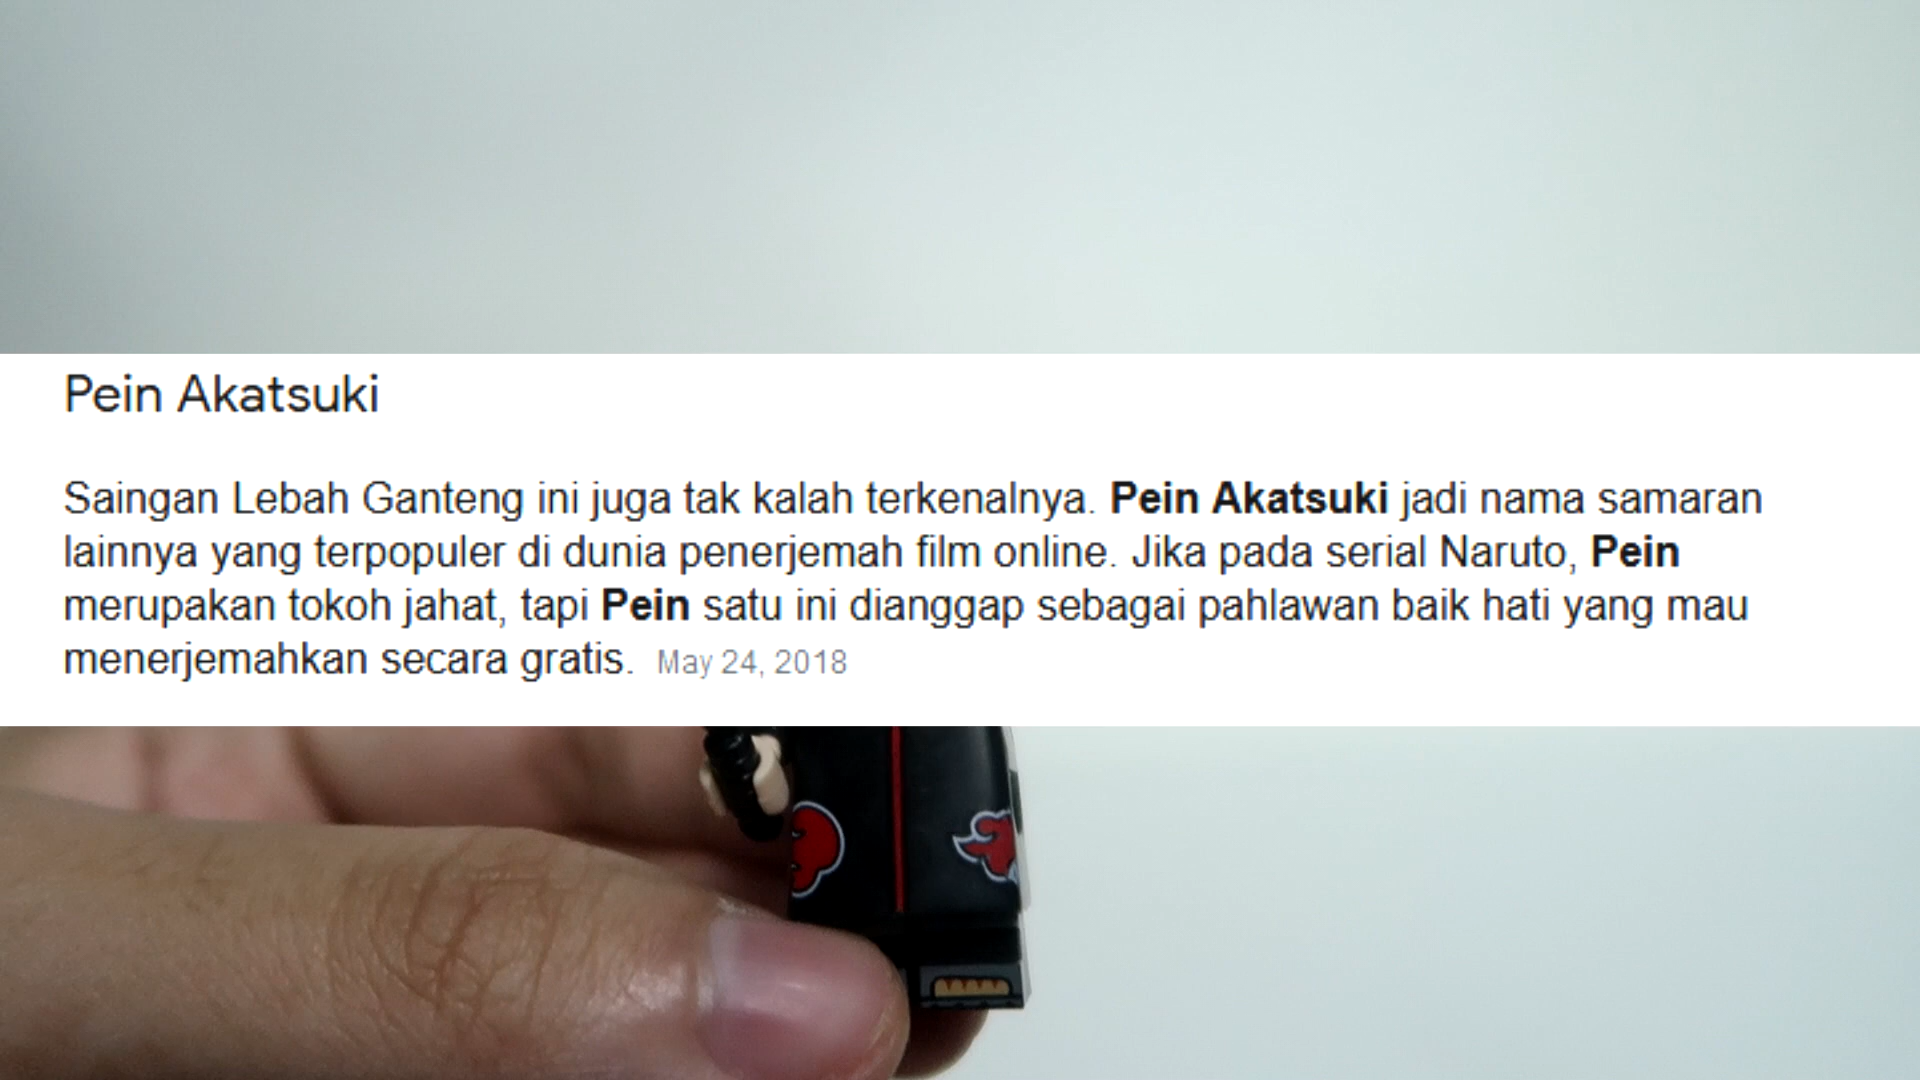 Pein Akatsuki
Saingan Lebah Ganteng ini juga tak kalah terkenalnya. Pein Akatsuki jadi nama samaran
lainnya yang terpopuler di dunia penerjemah film online. Jika pada serial Naruto, Pein
merupakan tokoh jahat, tapi Pein satu ini dianggap sebagai pahlawan baik hati yang mau
menerjemahkan secara gratis. May 24, 2018